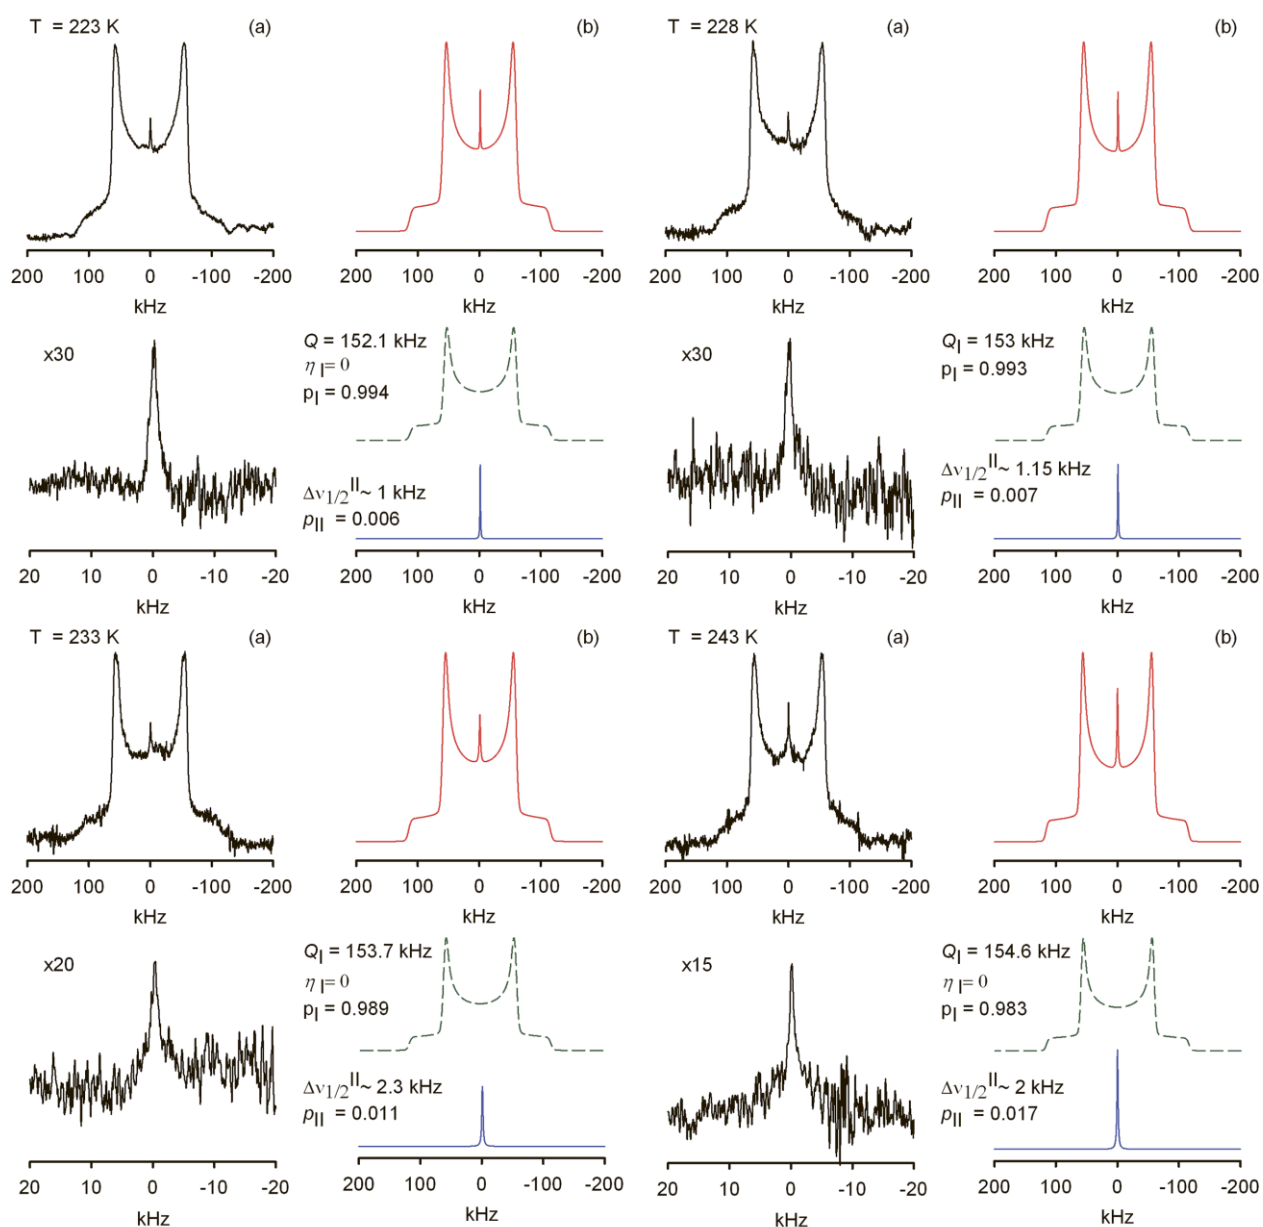 T = 223 K (a) (b) T = 228 K (a) (b)
200 100 0 -100 -200 200 100 0 -100 -200 200 100 0 -100 -200 200 100 0 -100 -200
kHz kHz kHz kHz
x30 Q = 152.1 kHz x30 QI = 153 kHz
ηI= 0 pI = 0.993
pI = 0.994
Δν1/2II~ 1 kHz Δν1/2II~ 1.15 kHz
pII = 0.006 pII = 0.007
20 10 0 -10 -20 200 100 0 -100 -200 20 10 0 -10 -20 200 100 0 -100 -200
kHz kHz kHz kHz
T = 233 K (a) (b) T = 243 K (a) (b)
200 100 0 -100 -200 200 100 0 -100 -200 200 100 0 -100 -200 200 100 0 -100 -200
kHz kHz kHz kHz
x20 QI = 153.7 kHz x15 QI = 154.6 kHz
ηI= 0 ηI= 0
pI = 0.989 pI = 0.983
Δν1/2II~ 2.3 kHz Δν1/2II~ 2 kHz
pII = 0.011 pII = 0.017
20 10 0 -10 -20 200 100 0 -100 -200 20 10 0 -10 -20 200 100 0 -100 -200
kHz kHz kHz kHz